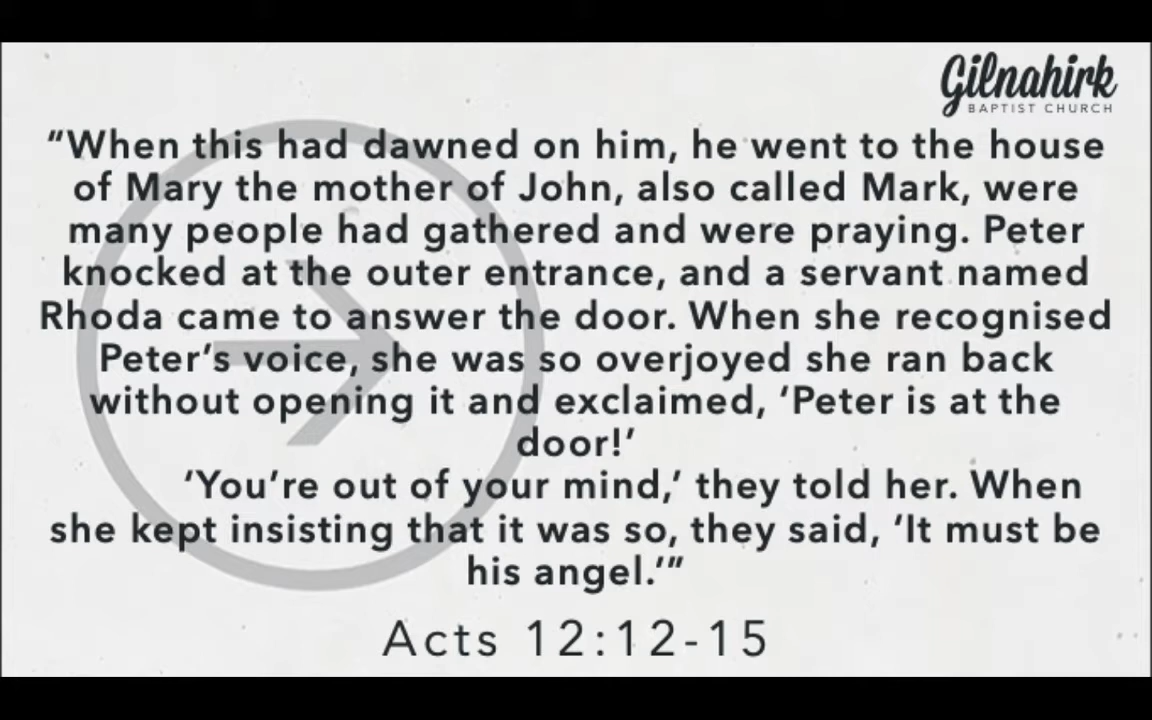 Gilnahirk
BAPTIST CHURCH
“When this had dawned on him, he went to the house
of Mary the mother of John, also called Mark, were
many people had gathered and were praying. Peter
knocked at the outer entrance, and a servant named
Rhoda came to answer the door. When she recognised
Peter’s voice, she was so overjoyed she ran back
without opening it and exclaimed, ‘Peter is at the
door!’
‘You’re out of your mind,’ they told her. When
she kept insisting that it was so, they said, ‘It must be
his angel.’”
Acts 12:12-15